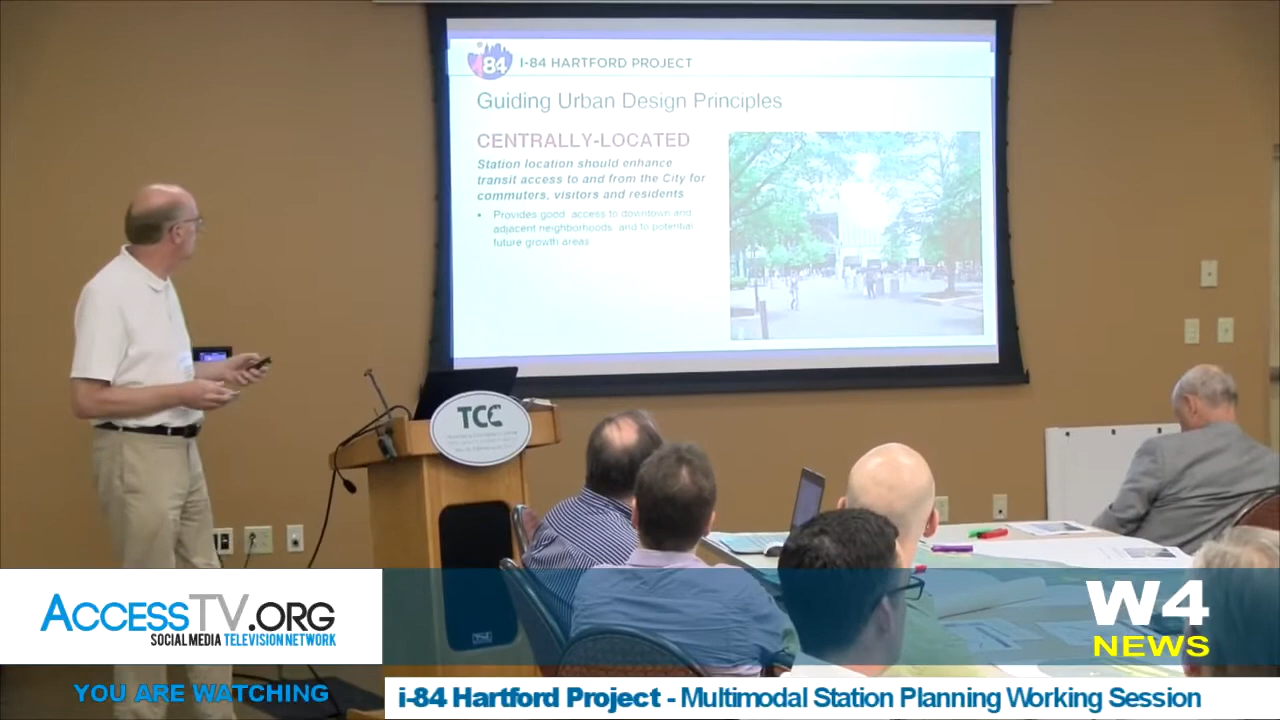 84
I-84 HARTFORD PROJECT
Guiding Urban Design Principles
CENTRALLY-LOCATED
Station location should enhance
transit access to and from the City for
commuters, visitors and residents
• Provides good access to downtown and
adjacent neighborhoods and to potential
future growth areas
TCC
ACCESSTV.ORG
SOCIAL MEDIA TELEVISION NETWORK
W4
NEWS
YOU ARE WATCHING
i-84 Hartford Project - Multimodal Station Planning Working Session